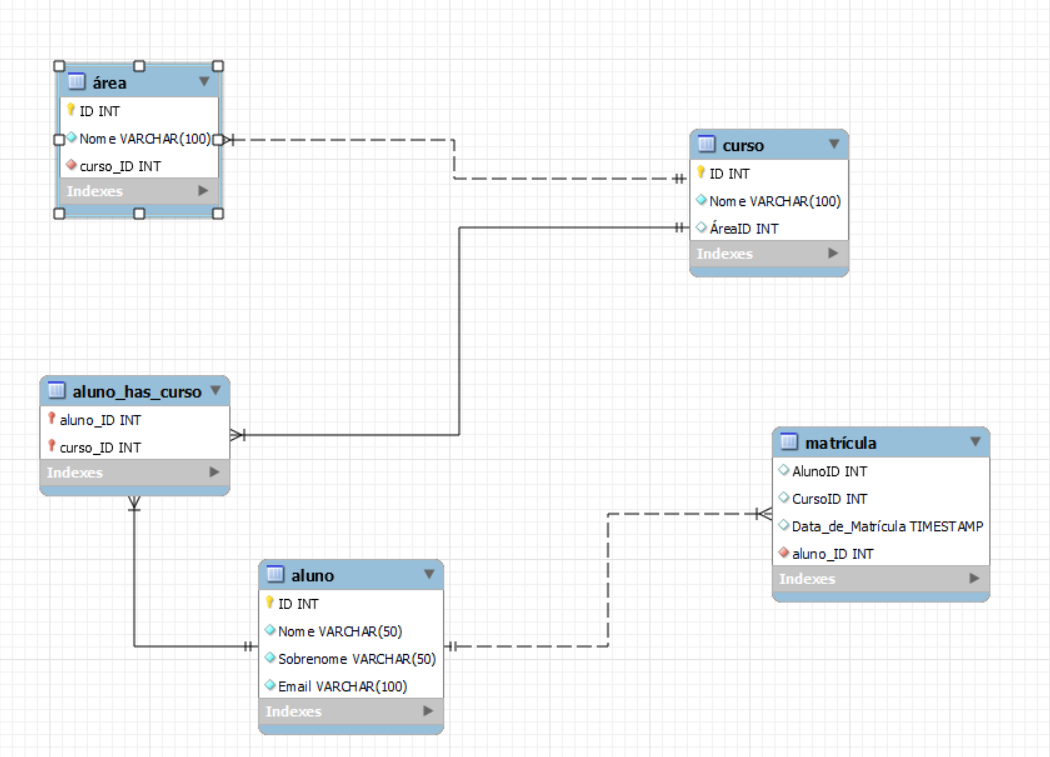 área
ID INT
Nome VARCHAR(100)
curso_ID INT
Indexes
curso
ID INT
Nome VARCHAR(100)
ÁreaID INT
Indexes
aluno_has_curso
aluno_ID INT
curso_ID INT
Indexes
matrícula
AlunoID INT
CursoID INT
Data_de_Matrícula TIMESTAMP
aluno_ID INT
Indexes
aluno
ID INT
Nome VARCHAR(50)
Sobrenome VARCHAR(50)
Email VARCHAR(100)
Indexes